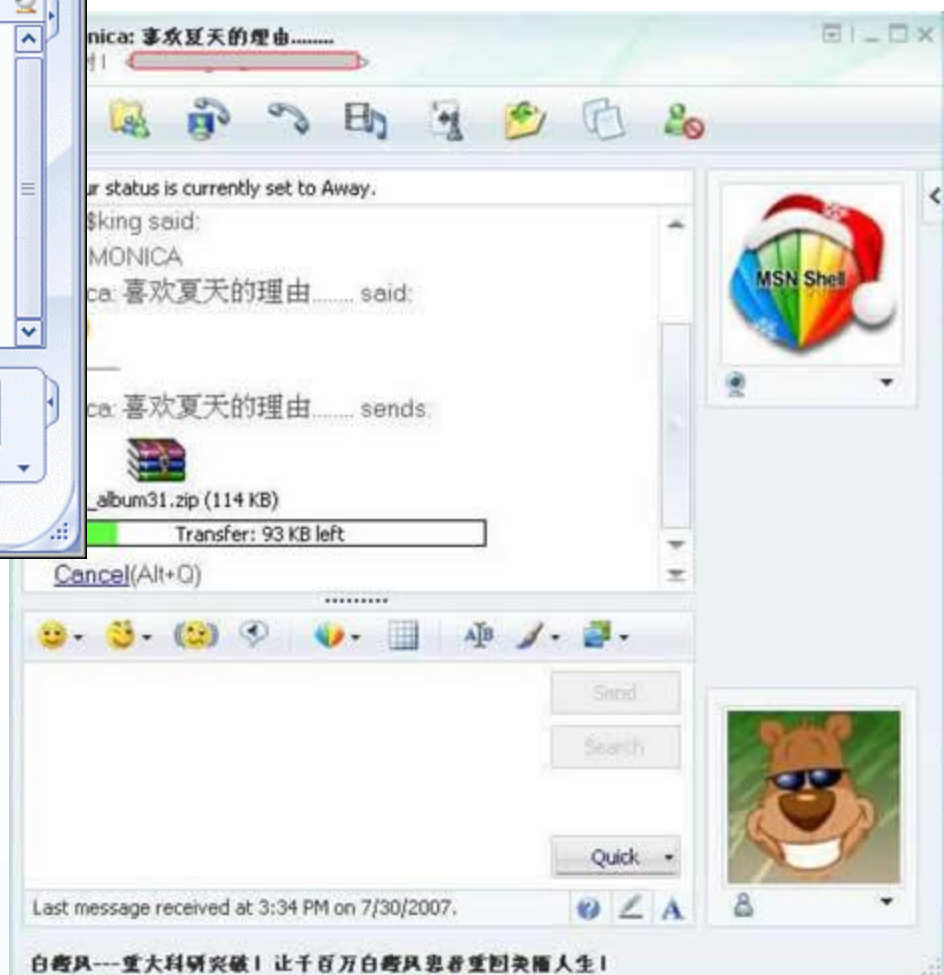 nica: 喜欢夏天的理由........
ur status is currently set to Away.
$king said:
MONICA
ca: 喜欢夏天的理由....... said:
ca: 喜欢夏天的理由....... sends:
_album31.zip (114 KB)
Transfer: 93 KB left
Cancel(Alt+Q)
MSN Shell
Send
Search
Quick
Last message received at 3:34 PM on 7/30/2007.
白癜风---重大科研突破！让千百万白癜风患者重回美丽人生！